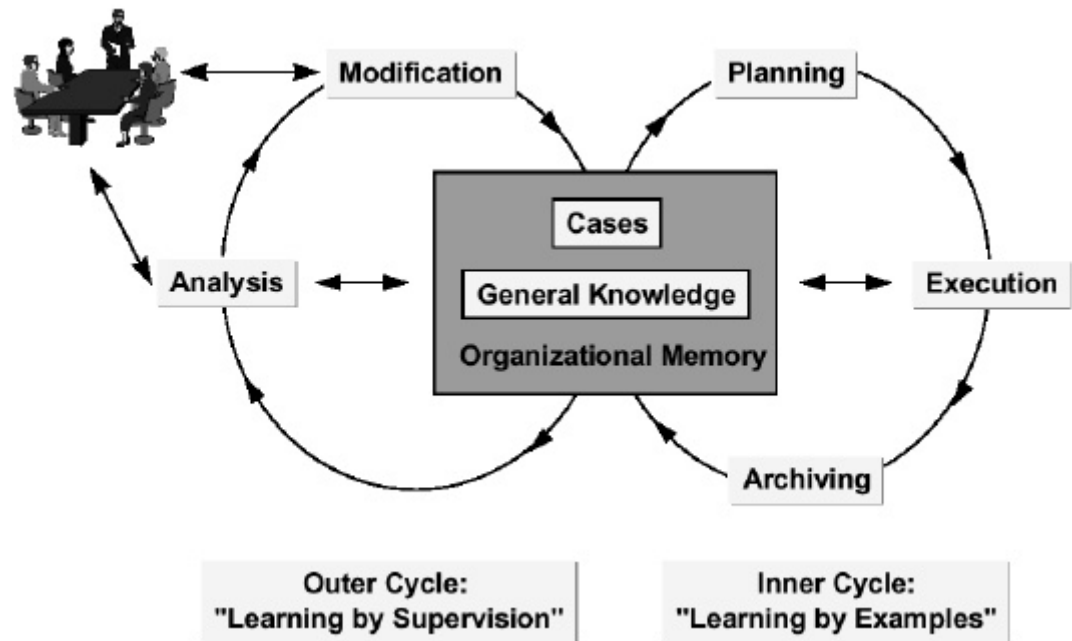 Modification
Planning
Cases
Analysis
General Knowledge
Execution
Organizational Memory
Archiving
Outer Cycle:
"Learning by Supervision"
Inner Cycle:
"Learning by Examples"